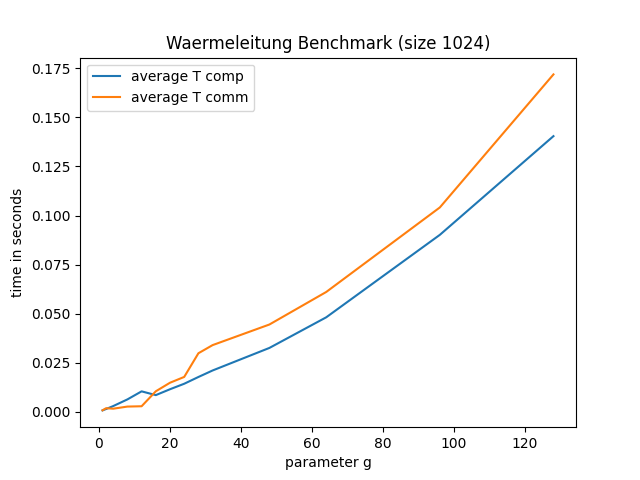 Waermeleitung Benchmark (size 1024)
average T comp
average T comm
time in seconds
0.175
0.150
0.125
0.100
0.075
0.050
0.025
0.000
0 20 40 60 80 100 120
parameter g